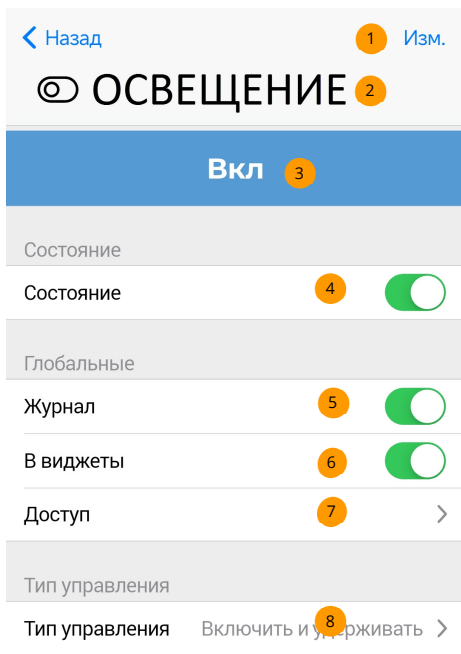 Назад 1 Изм.
ОСВЕЩЕНИЕ 2
Вкл 3
Состояние
Состояние 4
Глобальные
Журнал 5
В виджеты 6
Доступ 7
Тип управления
Тип управления Включить и удерживать 8